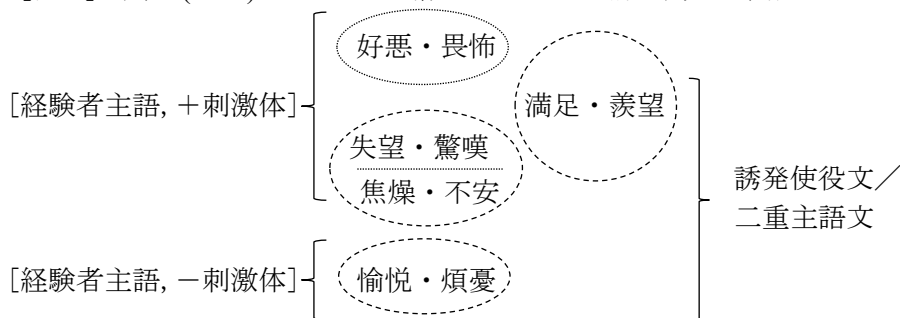 好悪・畏怖
[経験者主語, +刺激体]
満足・羨望
失望・驚嘆
焦燥・不安
誘発使役文／
二重主語文
[経験者主語, －刺激体]
愉悦・煩憂